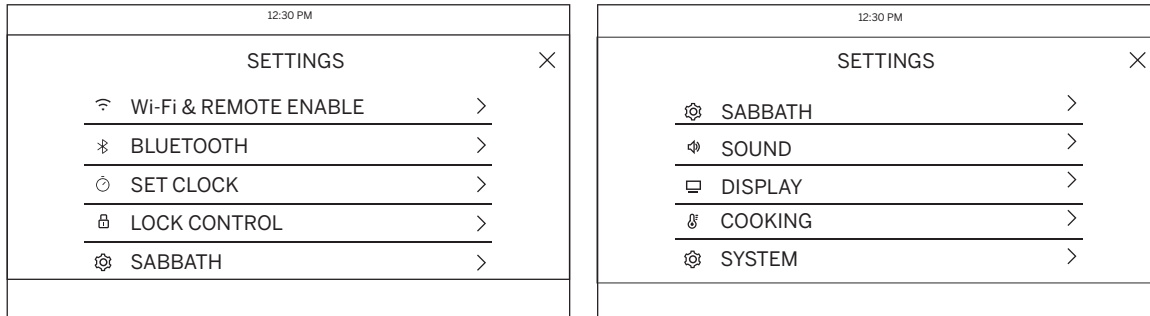 12:30 PM
SETTINGS
Wi-Fi & REMOTE ENABLE
BLUETOOTH
SET CLOCK
LOCK CONTROL
SABBATH
12:30 PM
SETTINGS
SABBATH
SOUND
DISPLAY
COOKING
SYSTEM